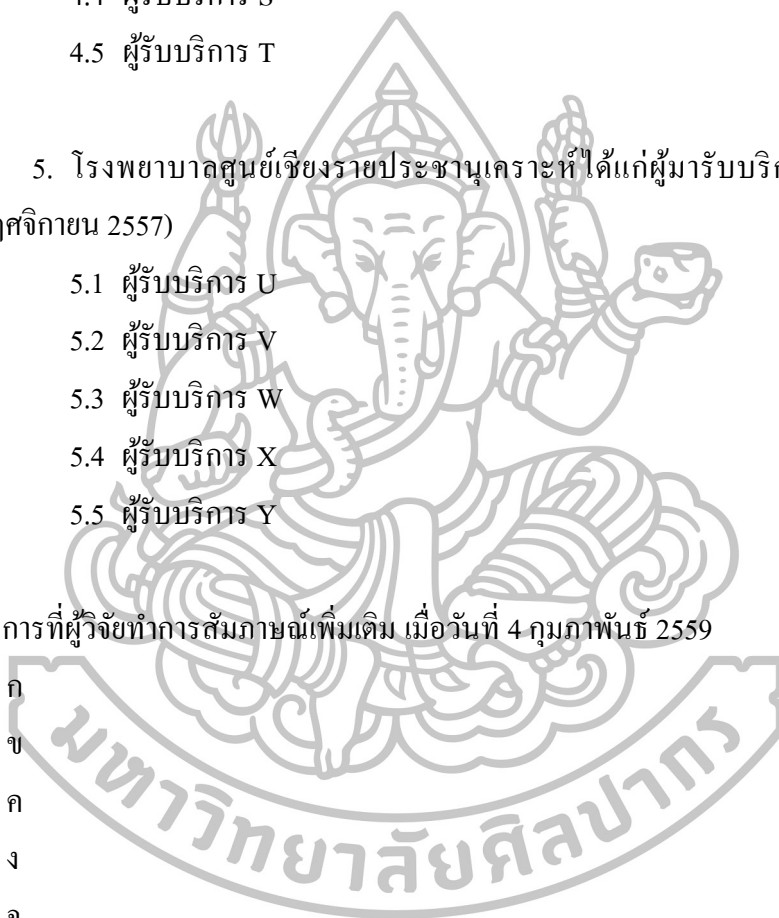 4.5 ผู้รับบริการ T
5. โรงพยาบาลศูนย์เชียงรายประชานุเคราะห์ ได้แก่ผู้มารับบริก
ศจิกายน 2557)
5.1 ผู้รับบริการ U
5.2 ผู้รับบริการ V
5.3 ผู้รับบริการ W
5.4 ผู้รับบริการ X
5.5 ผู้รับบริการ Y
การที่ผู้วิจัยทำการสัมภาษณ์เพิ่มเติม เมื่อวันที่ 4 กุมภาพันธ์ 2559
ก
ข
ค
ง
มหาวิทยาลัยศิลปากร